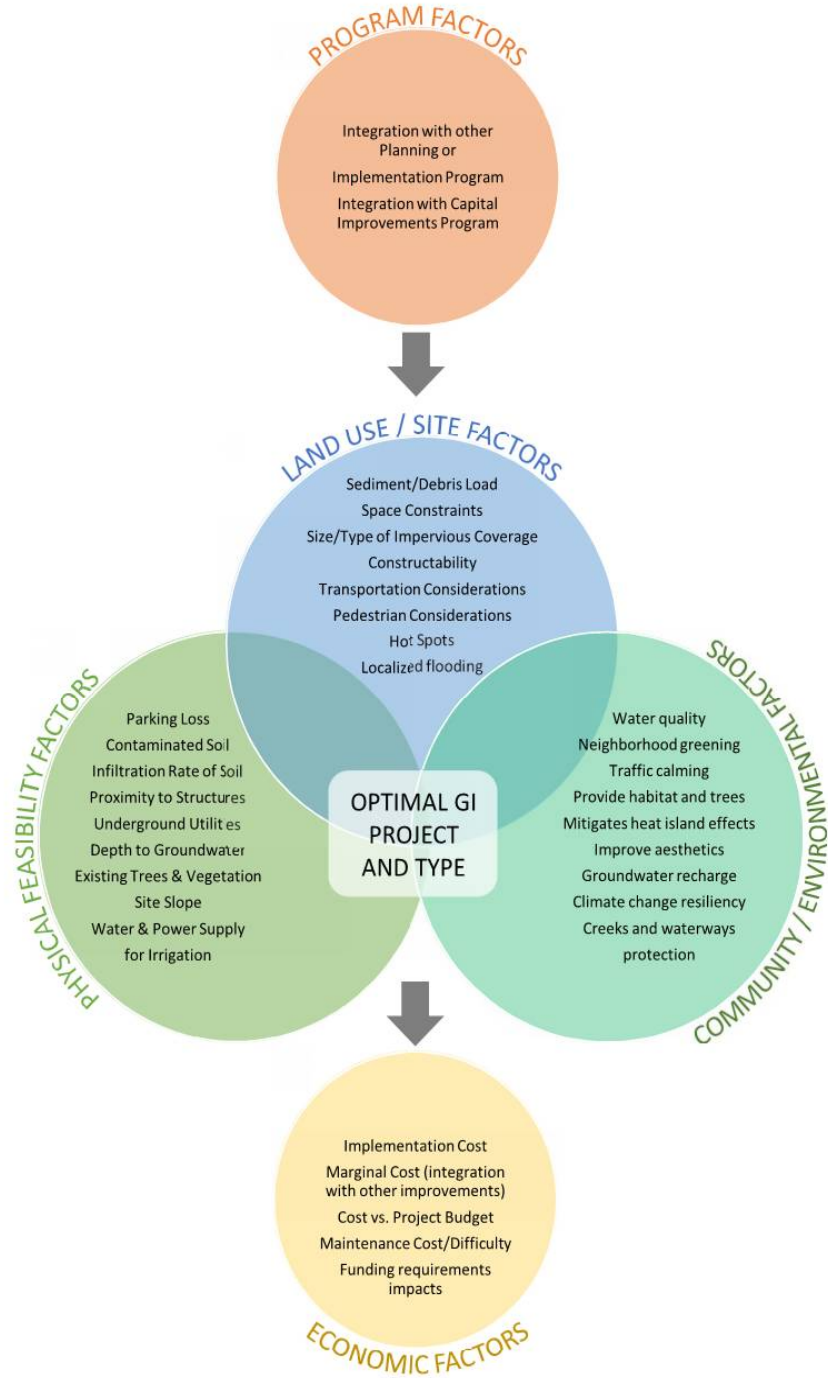 PROGRAM FACTORS
Integration with other
Planning or
Implementation Program
Integration with Capital
Improvements Program
LAND USE / SITE FACTORS
Sediment/Debris Load
Space Constraints
Size/Type of Impervious Coverage
Constructability
Transportation Considerations
Pedestrian Considerations
Hot Spots
Localized flooding
PHYSICAL FEASIBILITY FACTORS
Parking Loss
Contaminated Soil
Infiltration Rate of Soil
Proximity to Structures
Underground Utilities
Depth to Groundwater
Existing Trees & Vegetation
Site Slope
Water & Power Supply
for Irrigation
OPTIMAL GI
PROJECT
AND TYPE
COMMUNITY / ENVIRONMENTAL FACTORS
Water quality
Neighborhood greening
Traffic calming
Provide habitat and trees
Mitigates heat island effects
Improve aesthetics
Groundwater recharge
Climate change resiliency
Creeks and waterways
protection
Implementation Cost
Marginal Cost (integration
with other improvements)
Cost vs. Project Budget
Maintenance Cost/Difficulty
Funding requirements
impacts
ECONOMIC FACTORS